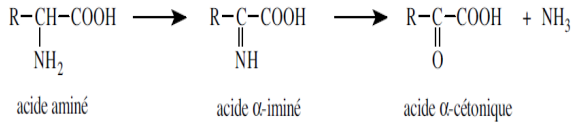 R-CH-COOH → R-C-COOH → R-C-COOH + NH₃
NH₂ NH O
acide aminé acide α-iminé acide α-cétonique